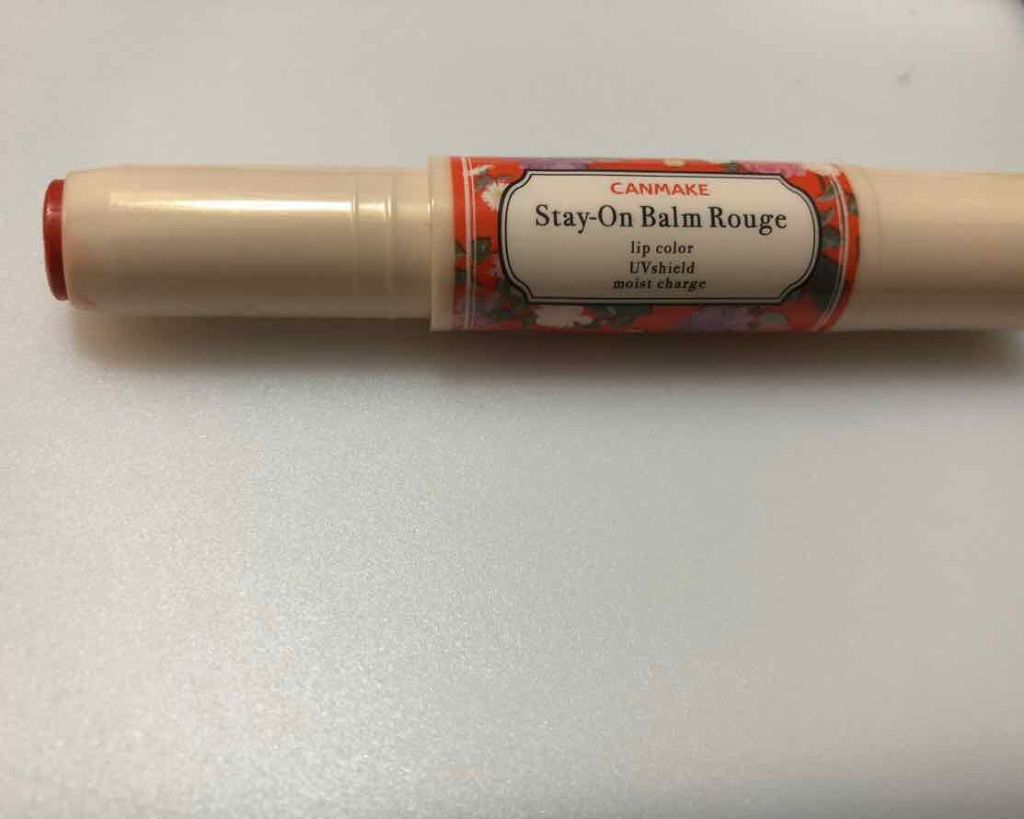 CANMAKE
Stay-On Balm Rouge
lip color
UVshield
moist charge